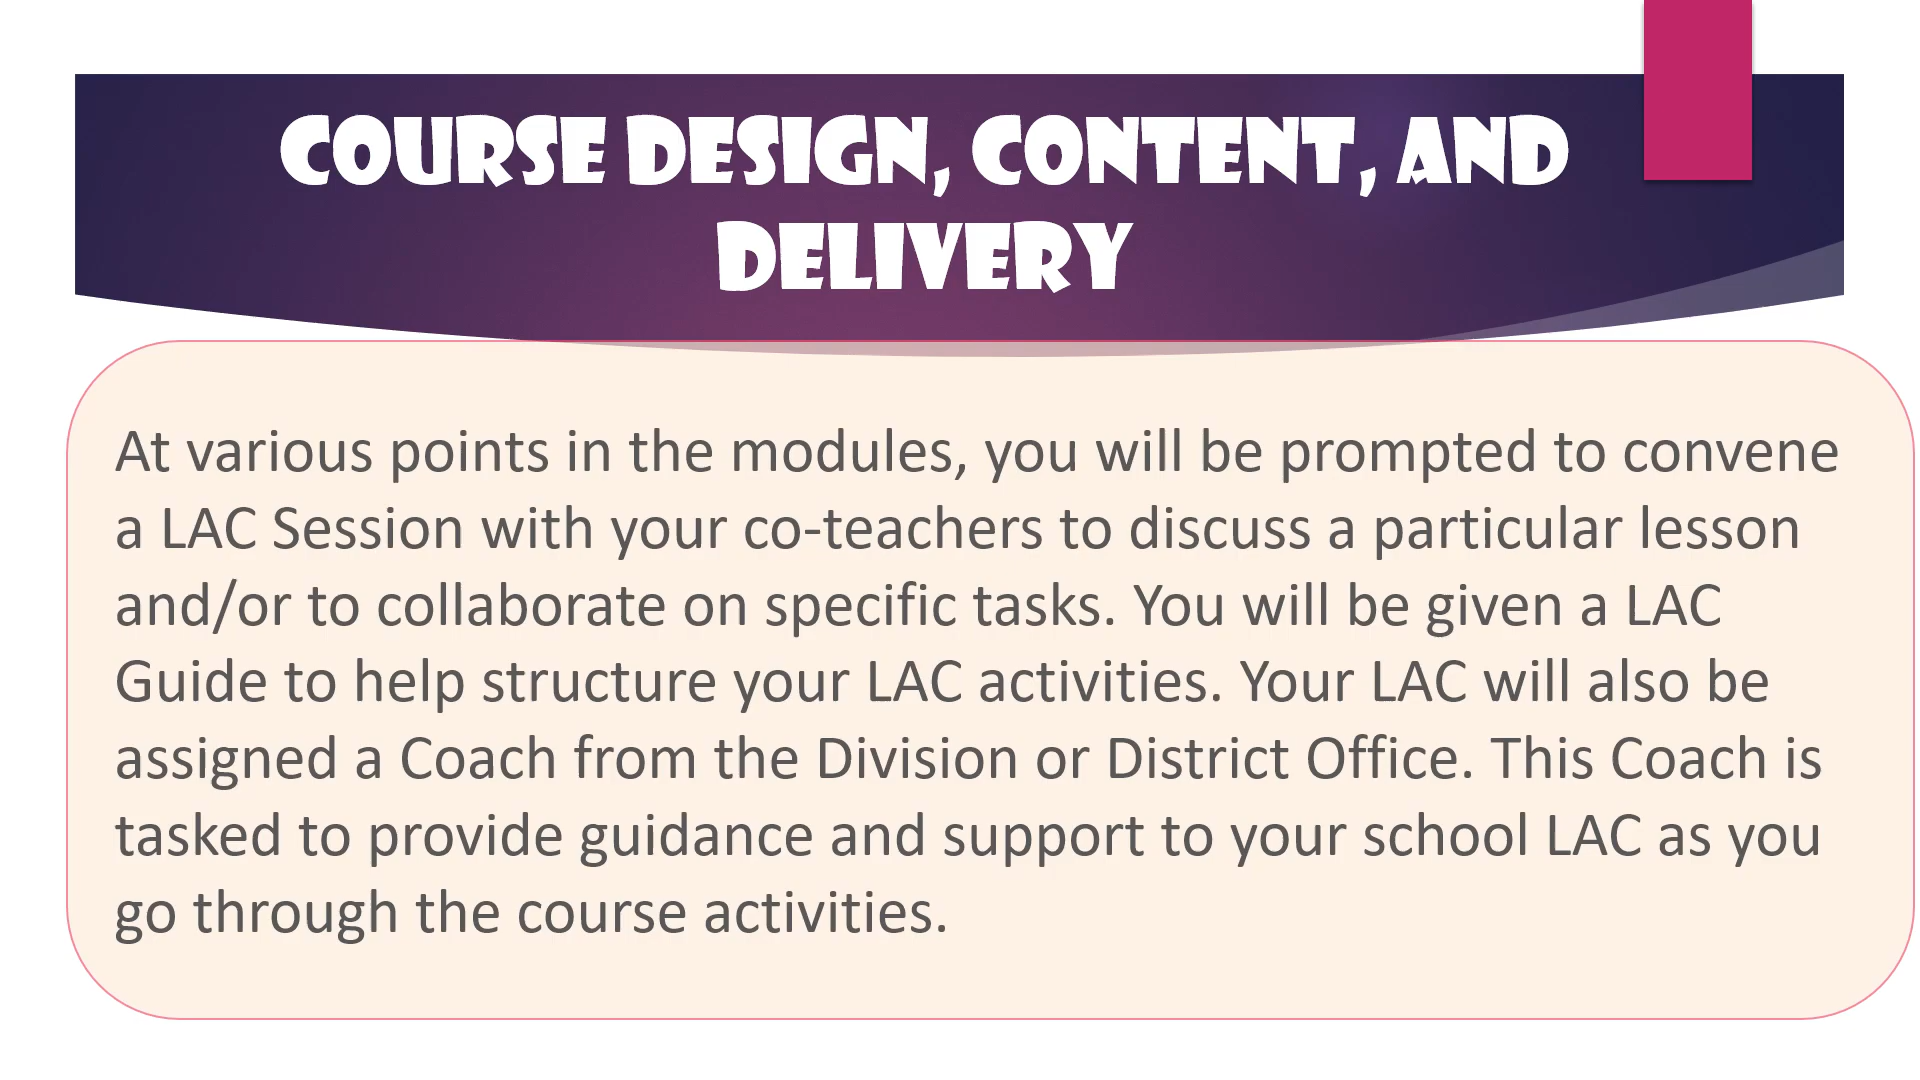 COURSE DESIGN, CONTENT, AND
DELIVERY
At various points in the modules, you will be prompted to convene
a LAC Session with your co-teachers to discuss a particular lesson
and/or to collaborate on specific tasks. You will be given a LAC
Guide to help structure your LAC activities. Your LAC will also be
assigned a Coach from the Division or District Office. This Coach is
tasked to provide guidance and support to your school LAC as you
go through the course activities.